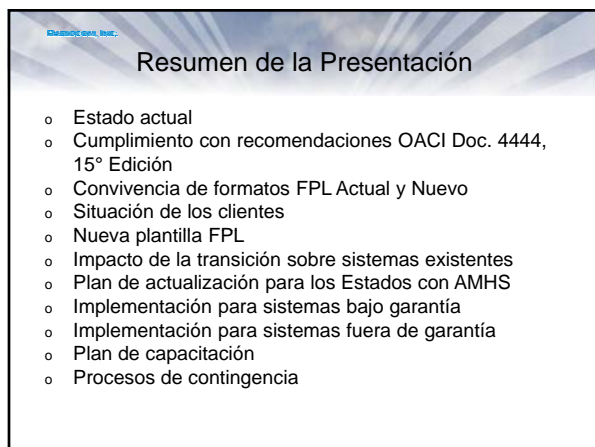 Resumen de la Presentación
o Estado actual
o Cumplimiento con recomendaciones OACI Doc. 4444,
15° Edición
o Convivencia de formatos FPL Actual y Nuevo
o Situación de los clientes
o Nueva plantilla FPL
o Impacto de la transición sobre sistemas existentes
o Plan de actualización para los Estados con AMHS
o Implementación para sistemas bajo garantía
o Implementación para sistemas fuera de garantía
o Plan de capacitación
o Procesos de contingencia